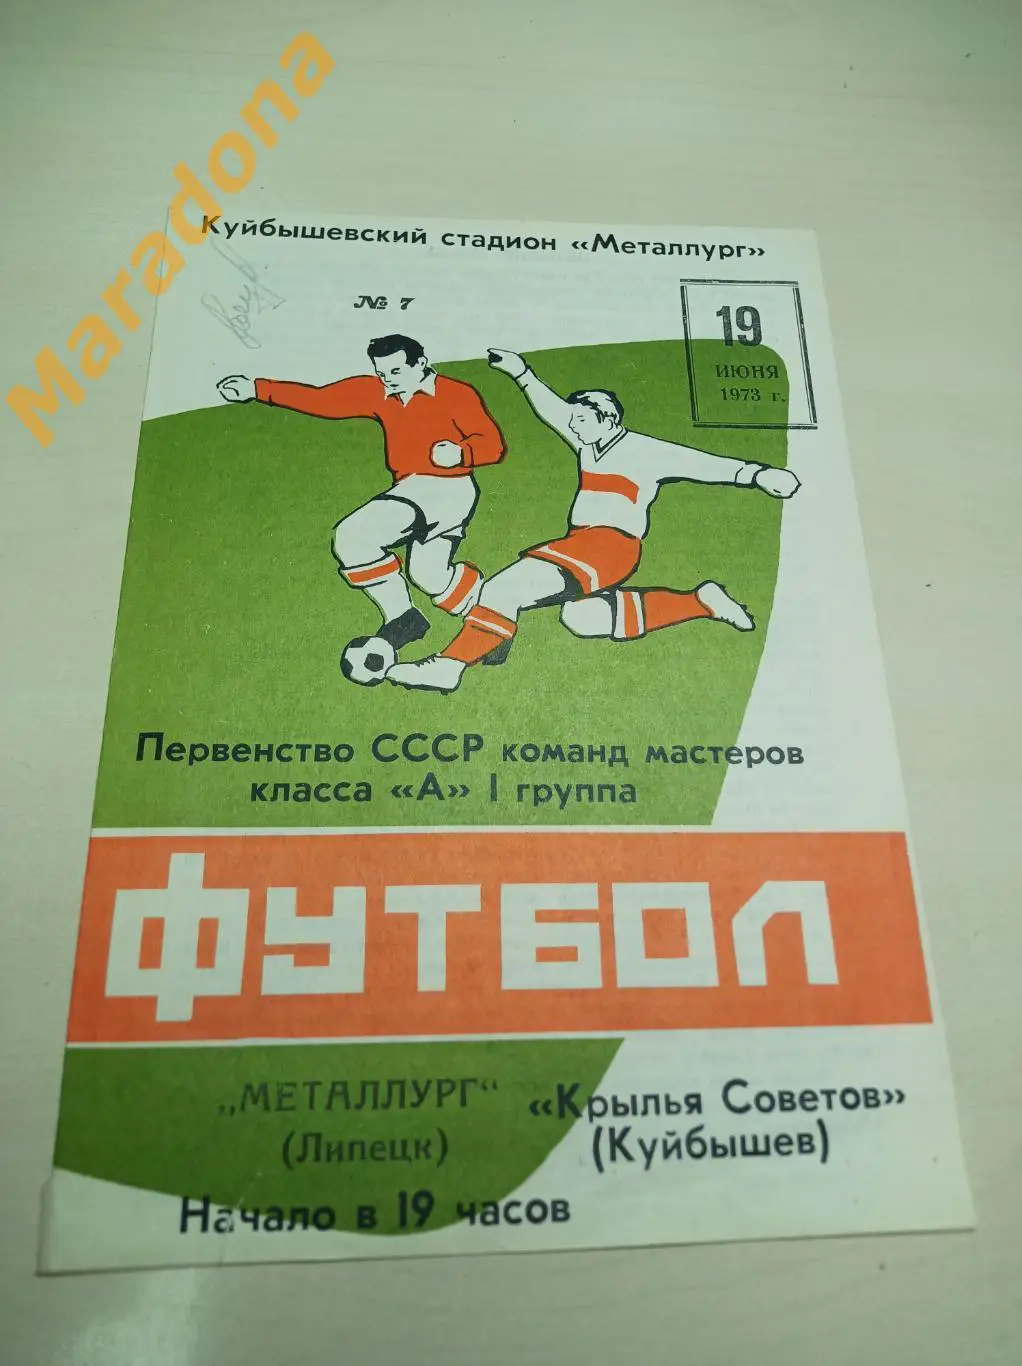 Maradona
Куйбышевский стадион «Металлург»
№ 7
19
ИЮНЯ
1973 г.
Первенство СССР команд мастеров
класса «А» I группа
ФУТБОЛ
„МЕТАЛЛУРГ“
(Липецк)
«Крылья Советов»
(Куйбышев)
Начало в 19 часов